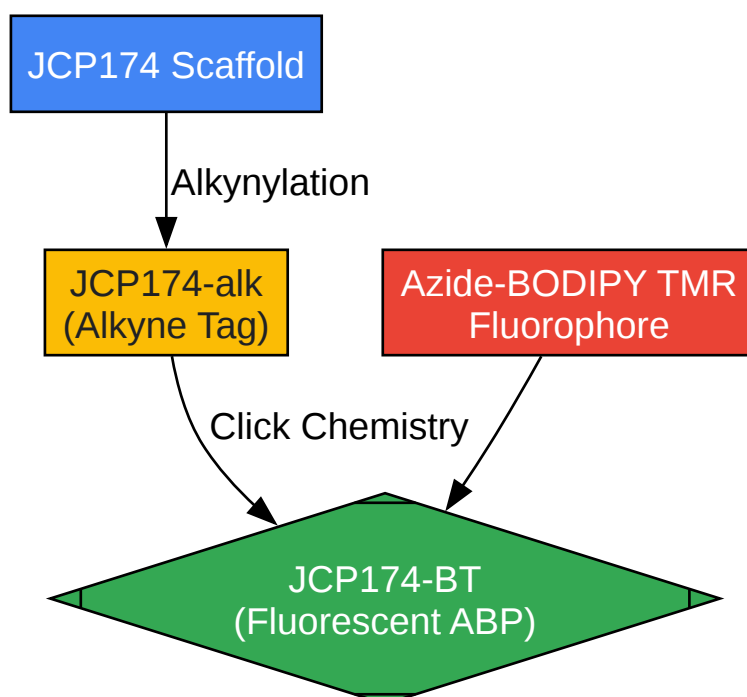 JCP174 Scaffold
Alkynylation
JCP174-alk
(Alkyne Tag)
Azide-BODIPY TMR
Fluorophore
Click Chemistry
JCP174-BT
(Fluorescent ABP)